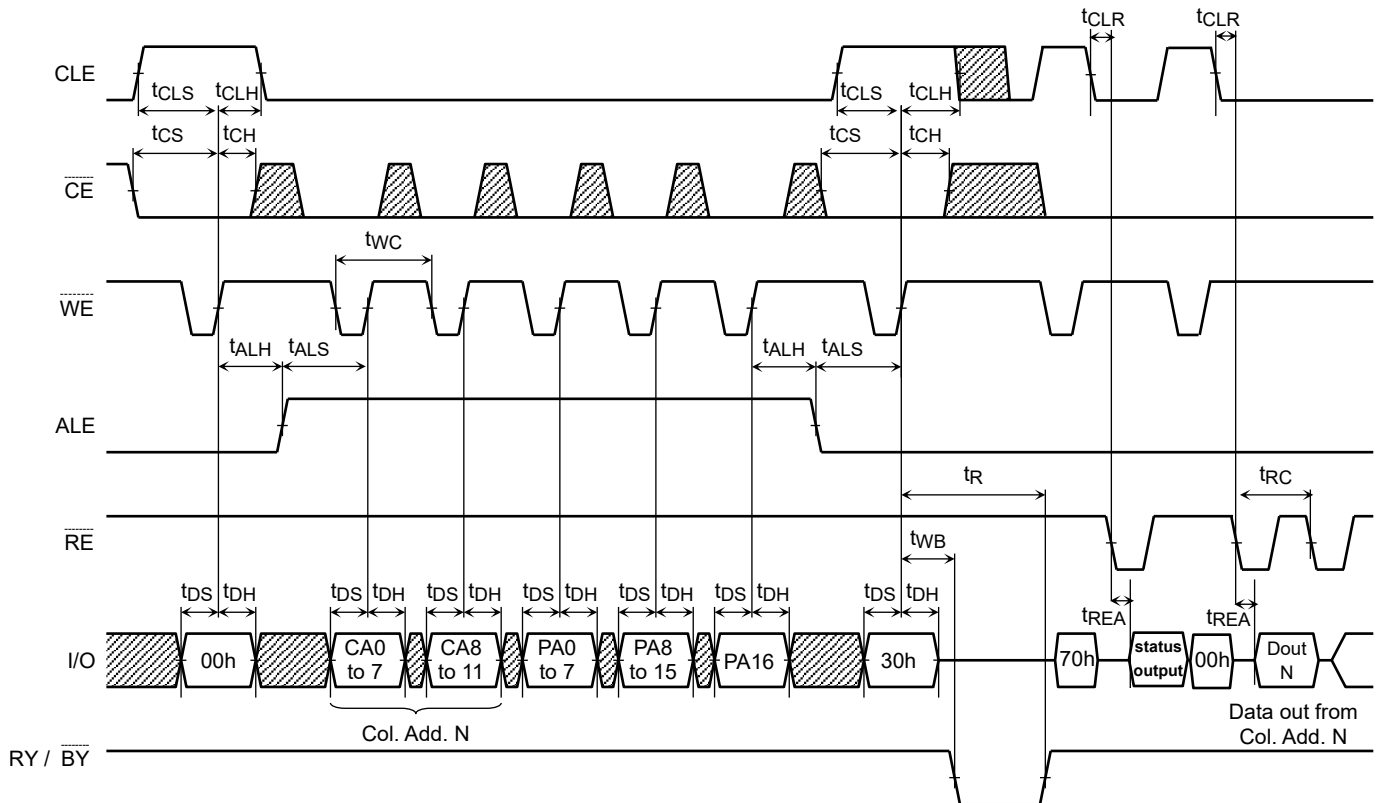 tCLR
tCLR
CLE
tCLS
tCLH
tCLS
tCLH
tCS
tCH
tCS
tCH
CE
tWC
WE
tALH
tALS
tALH
tALS
ALE
tR
tRC
RE
tWB
tDS
tDH
tDS
tDH
tDS
tDH
tDS
tDH
tDS
tDH
tDS
tDH
tDS
tDH
tREA
tREA
I/O
00h
CA0
to 7
CA8
to 11
PA0
to 7
PA8
to 15
PA16
30h
70h
status
output
00h
Dout
N
Col. Add. N
Data out from
Col. Add. N
RY / BY